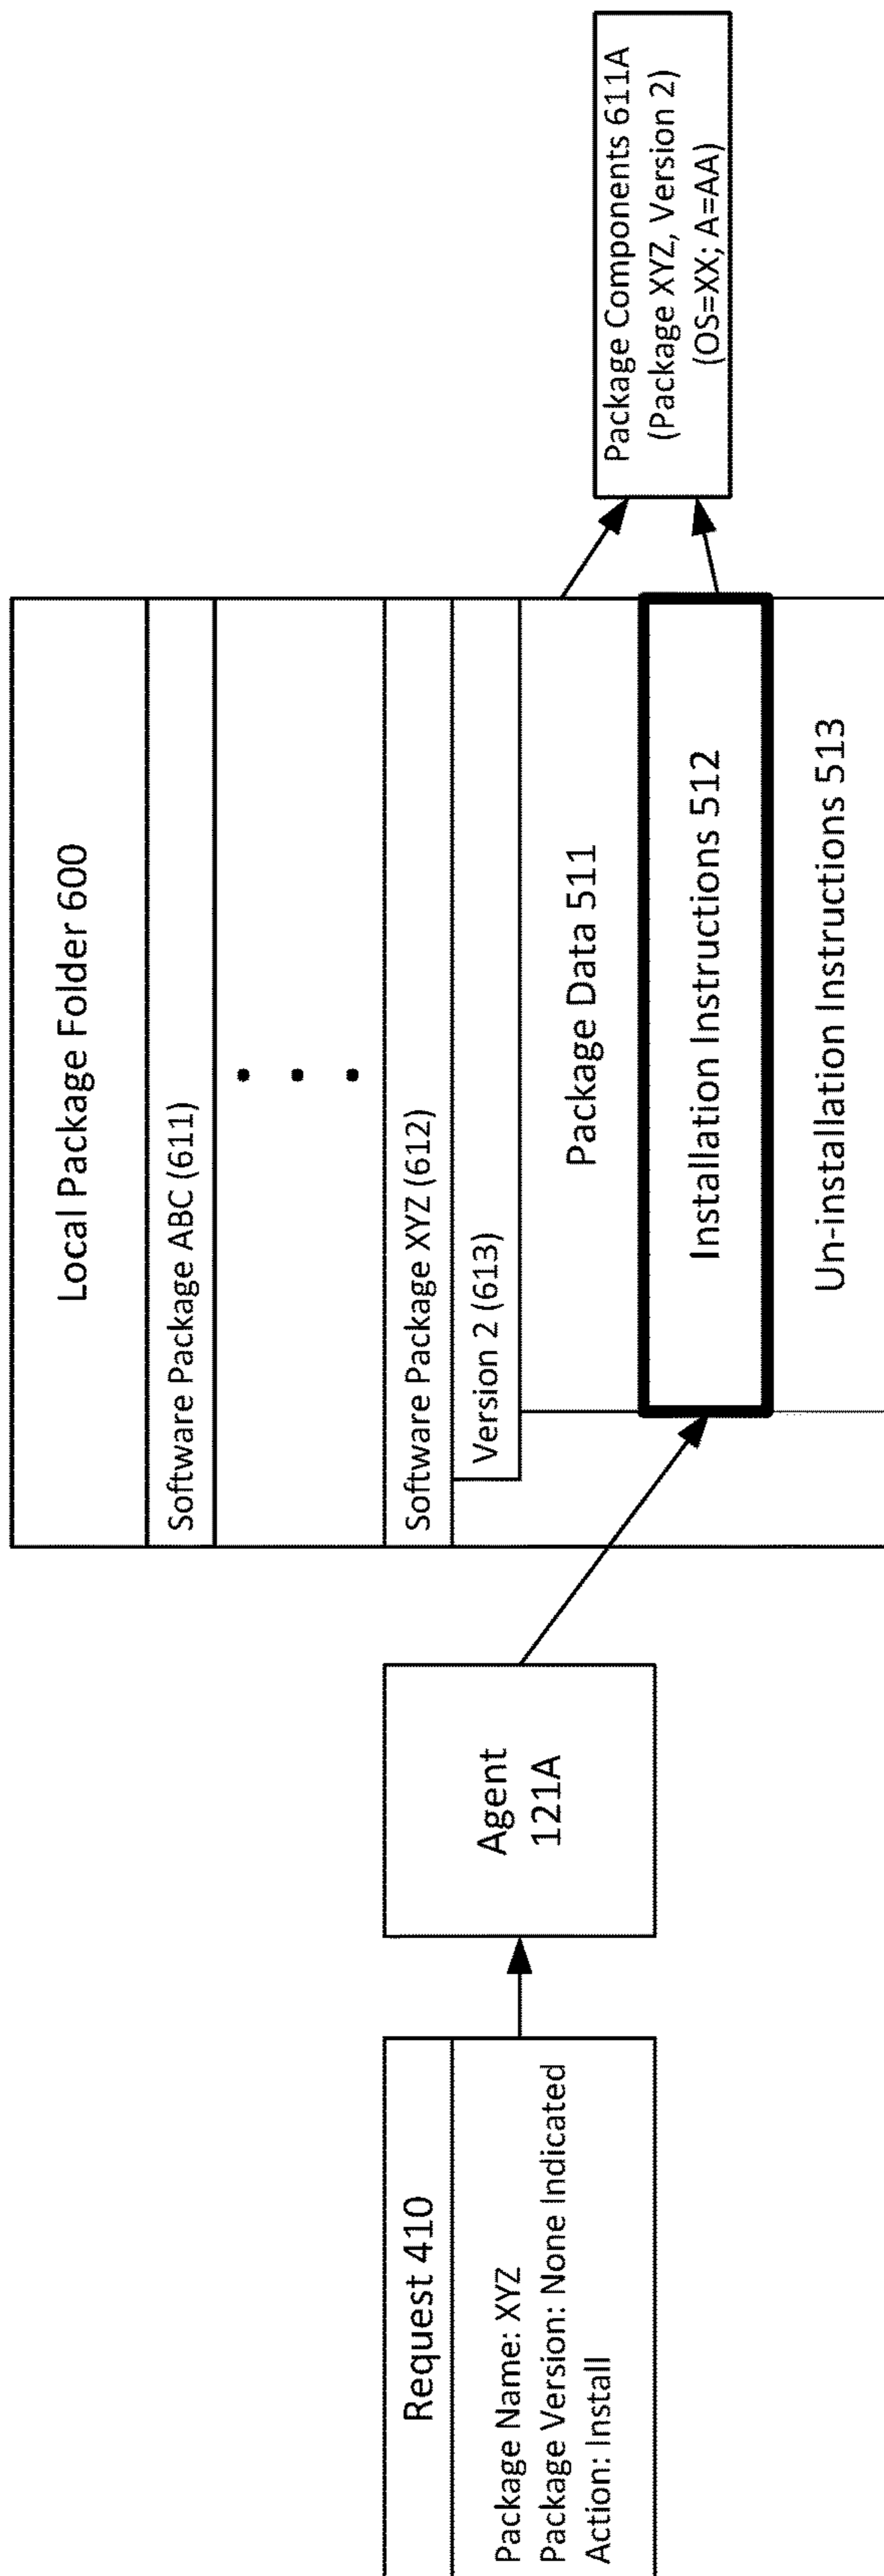 Request 410
Package Name: XYZ
Package Version: None Indicated
Action: Install
Agent
121A
Local Package Folder 600
Software Package ABC (611)
Software Package XYZ (612)
Version 2 (613)
Package Data 511
Installation Instructions 512
Un-installation Instructions 513
Package Components 611A
(Package XYZ, Version 2)
(OS=XX; A=AA)